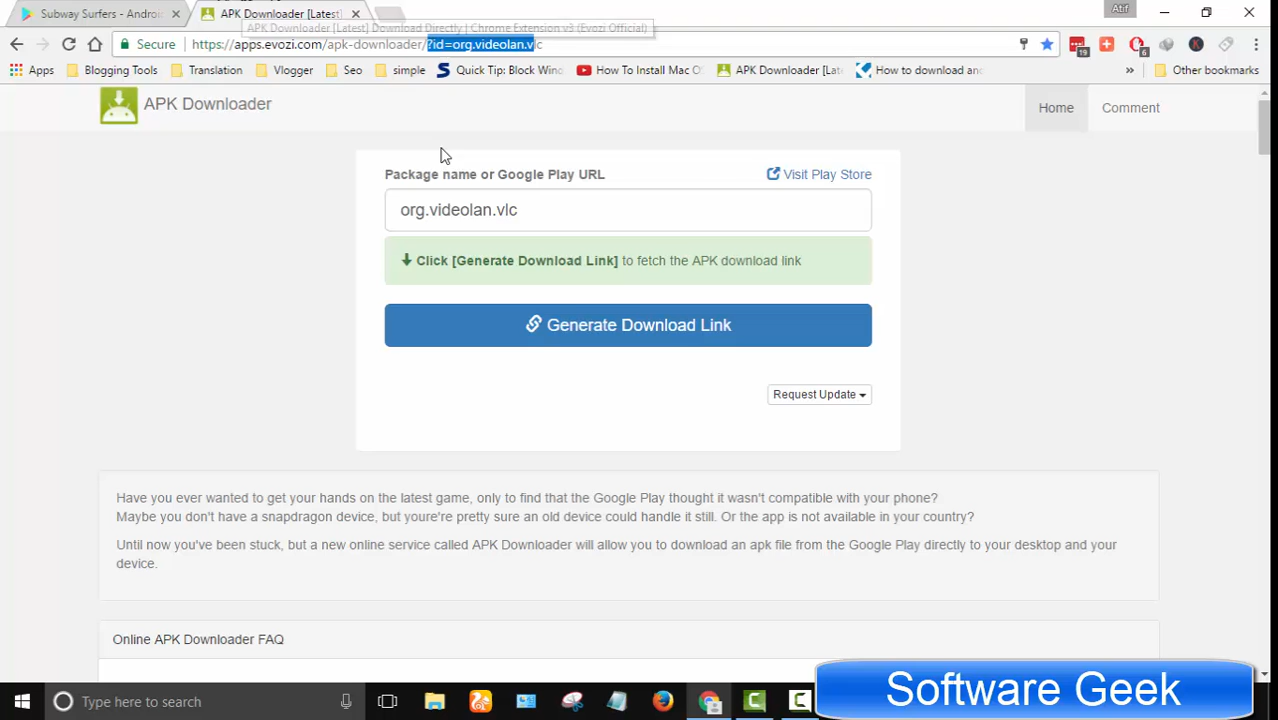 Subway Surfers - Androi
APK Downloader [Latest]
Atif
APK Downloader [Latest] Download Directly | Chrome Extension v3 (Evozi Official)
Secure
https://apps.evozi.com/apk-downloader/?id=org.videolan.vlc
19
6
K
Apps
Blogging Tools
Translation
Vlogger
Seo
simple
Quick Tip: Block Wind
How To Install Mac O
APK Downloader [Late
How to download and
»
Other bookmarks
APK Downloader
Home
Comment
Package name or Google Play URL
Visit Play Store
org.videolan.vlc
Click [Generate Download Link] to fetch the APK download link
Generate Download Link
Request Update
Have you ever wanted to get your hands on the latest game, only to find that the Google Play thought it wasn't compatible with your phone?
Maybe you don't have a snapdragon device, but youre're pretty sure an old device could handle it still. Or the app is not available in your country?
Until now you've been stuck, but a new online service called APK Downloader will allow you to download an apk file from the Google Play directly to your desktop and your
device.
Online APK Downloader FAQ
Type here to search
Software Geek